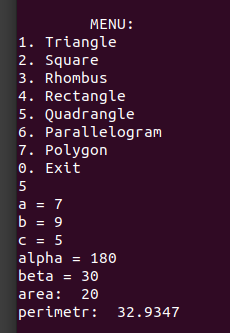 MENU:
1. Triangle
2. Square
3. Rhombus
4. Rectangle
5. Quadrangle
6. Parallelogram
7. Polygon
0. Exit
5
a = 7
b = 9
c = 5
alpha = 180
beta = 30
area:  20
perimetr:  32.9347